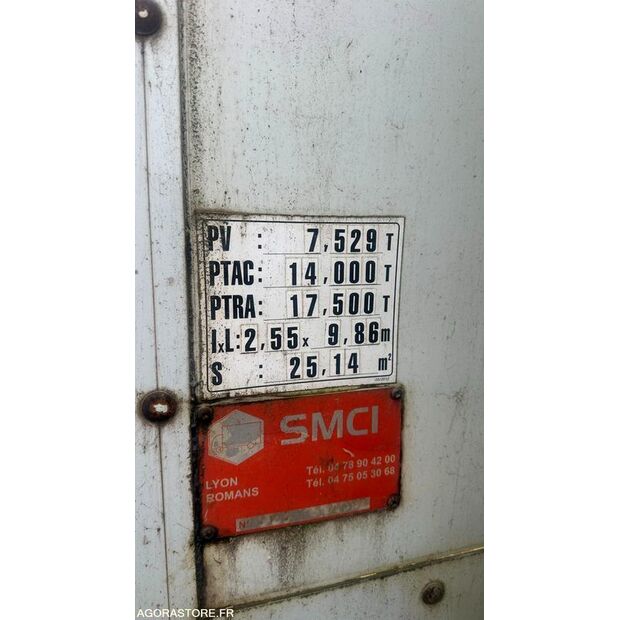 PV : 7,529 T
PTAC: 14,000 T
PTRA: 17,500 T
lxL: 2,55 x 9,86 m
S : 25,14 m²
SMCI
Tél. 04 78 90 42 00
LYON
Tél. 04 75 05 30 68
ROMANS
N°
AGORASTORE.FR